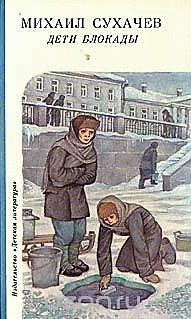 МИХАИЛ СУХАЧЕВ
ДЕТИ БЛОКАДЫ
Издательство «Детская литература»